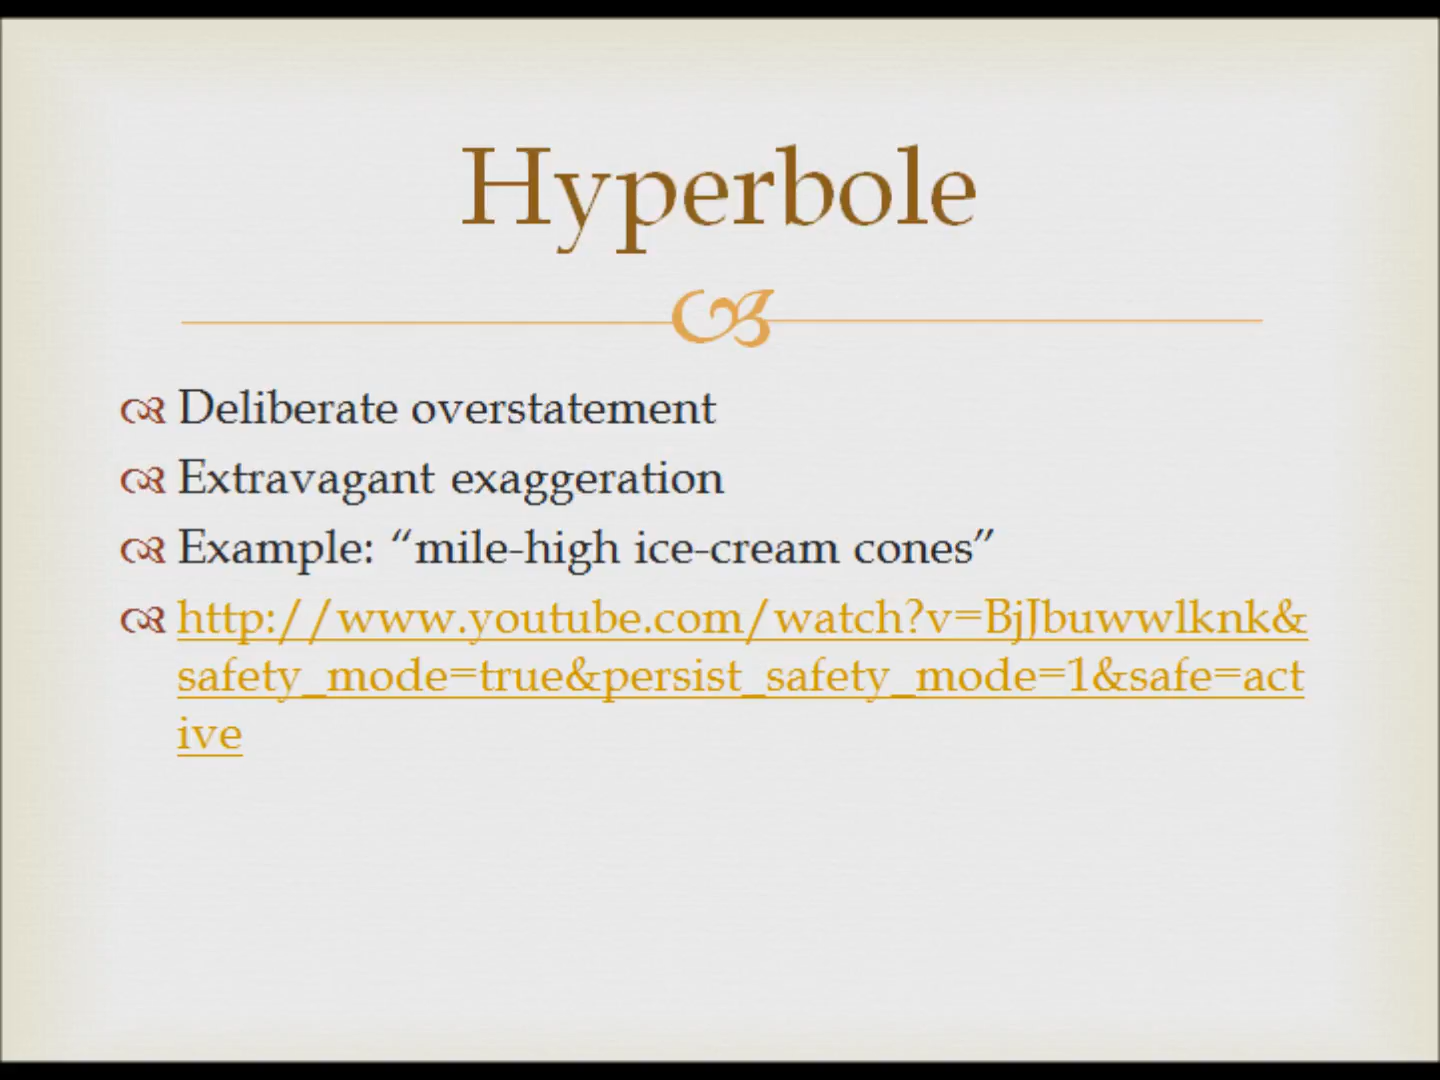 Hyperbole
Deliberate overstatement
Extravagant exaggeration
Example: “mile-high ice-cream cones”
http://www.youtube.com/watch?v=BjJbuwwlknk&
safety_mode=true&persist_safety_mode=1&safe=act
ive